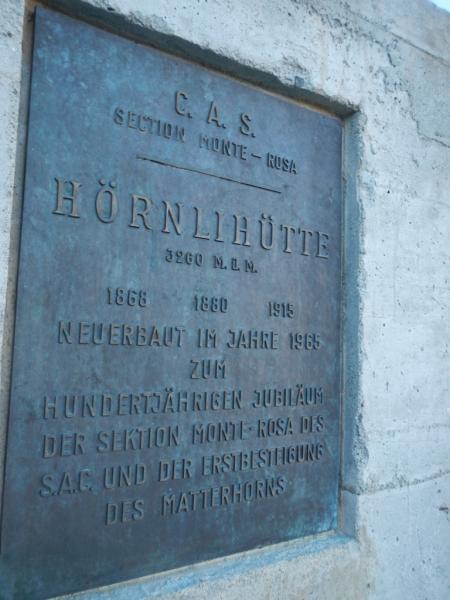 C. A. S.
SECTION MONTE-ROSA
HÖRNLIHÜTTE
3260 M.Ü.M.
1868 1880 1915
NEUERBAUT IM JAHRE 1965
ZUM
HUNDERTJÄHRIGEN JUBILÄUM
DER SEKTION MONTE-ROSA DES
S.A.C. UND DER ERSTBESTEIGUNG
DES MATTERHORNS